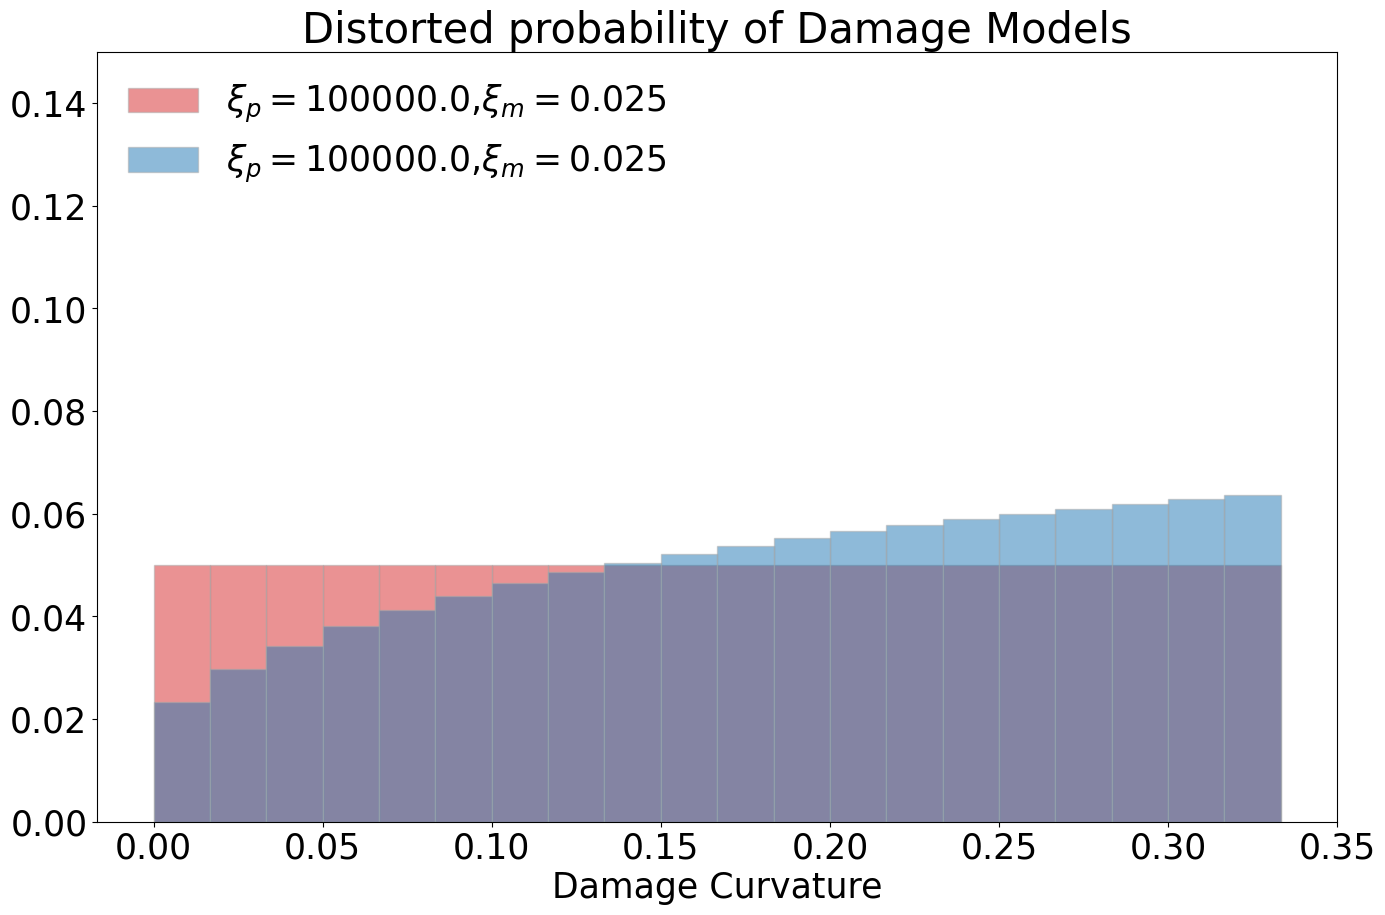 Distorted probability of Damage Models
ξ_p = 100000.0,ξ_m = 0.025
ξ_p = 100000.0,ξ_m = 0.025
0.14
0.12
0.10
0.08
0.06
0.04
0.02
0.00
0.00 0.05 0.10 0.15 0.20 0.25 0.30 0.35
Damage Curvature